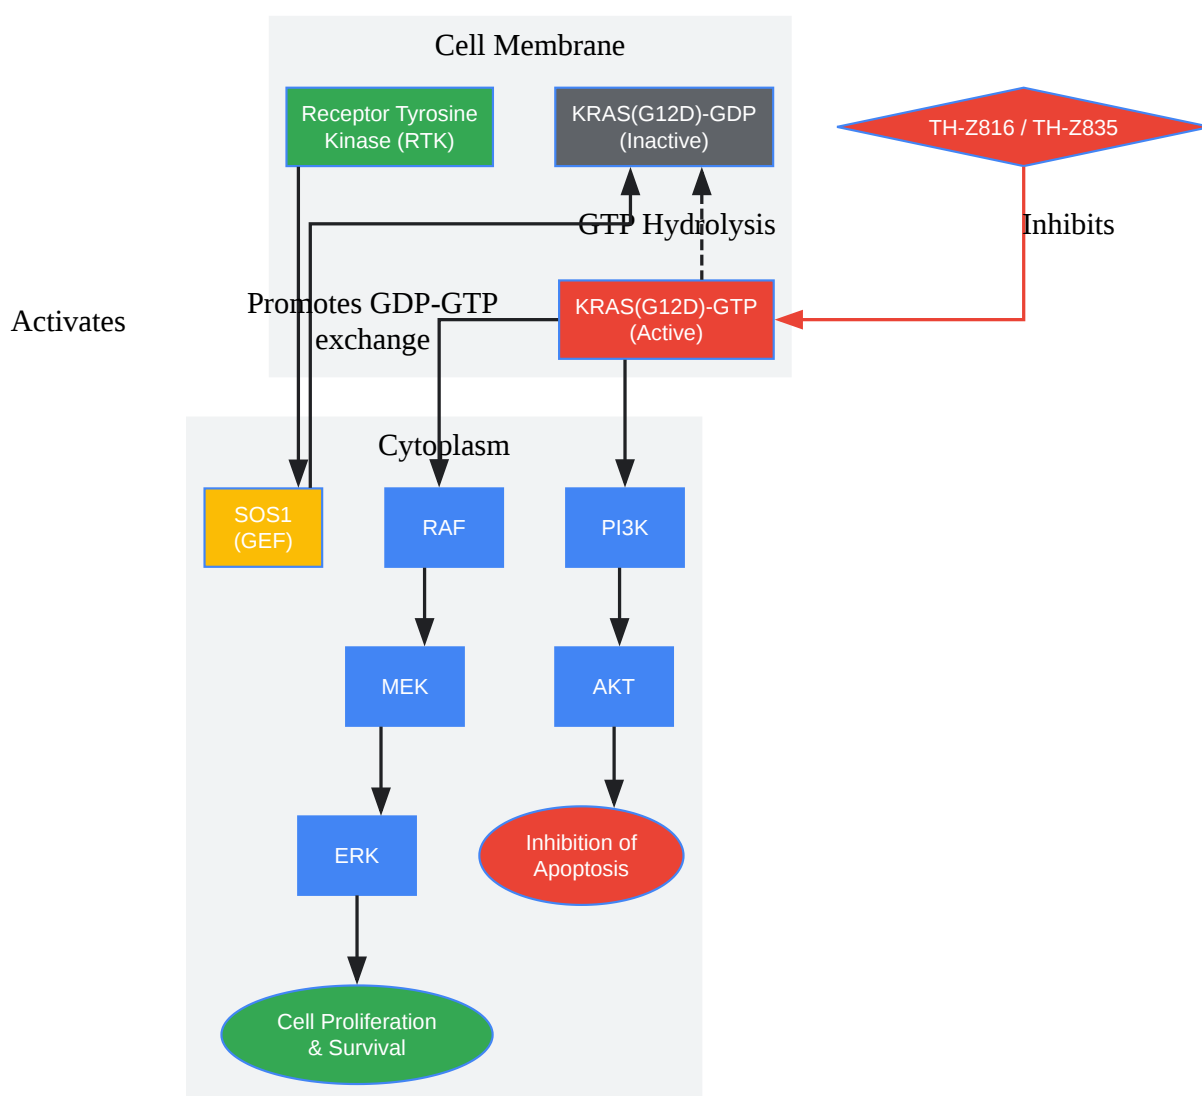 Cell Membrane
Receptor Tyrosine
Kinase (RTK)
KRAS(G12D)-GDP
(Inactive)
TH-Z816 / TH-Z835
GTP Hydrolysis
Inhibits
Activates
Promotes GDP-GTP
exchange
KRAS(G12D)-GTP
(Active)
Cytoplasm
SOS1
(GEF)
RAF
PI3K
MEK
AKT
ERK
Inhibition of
Apoptosis
Cell Proliferation
& Survival